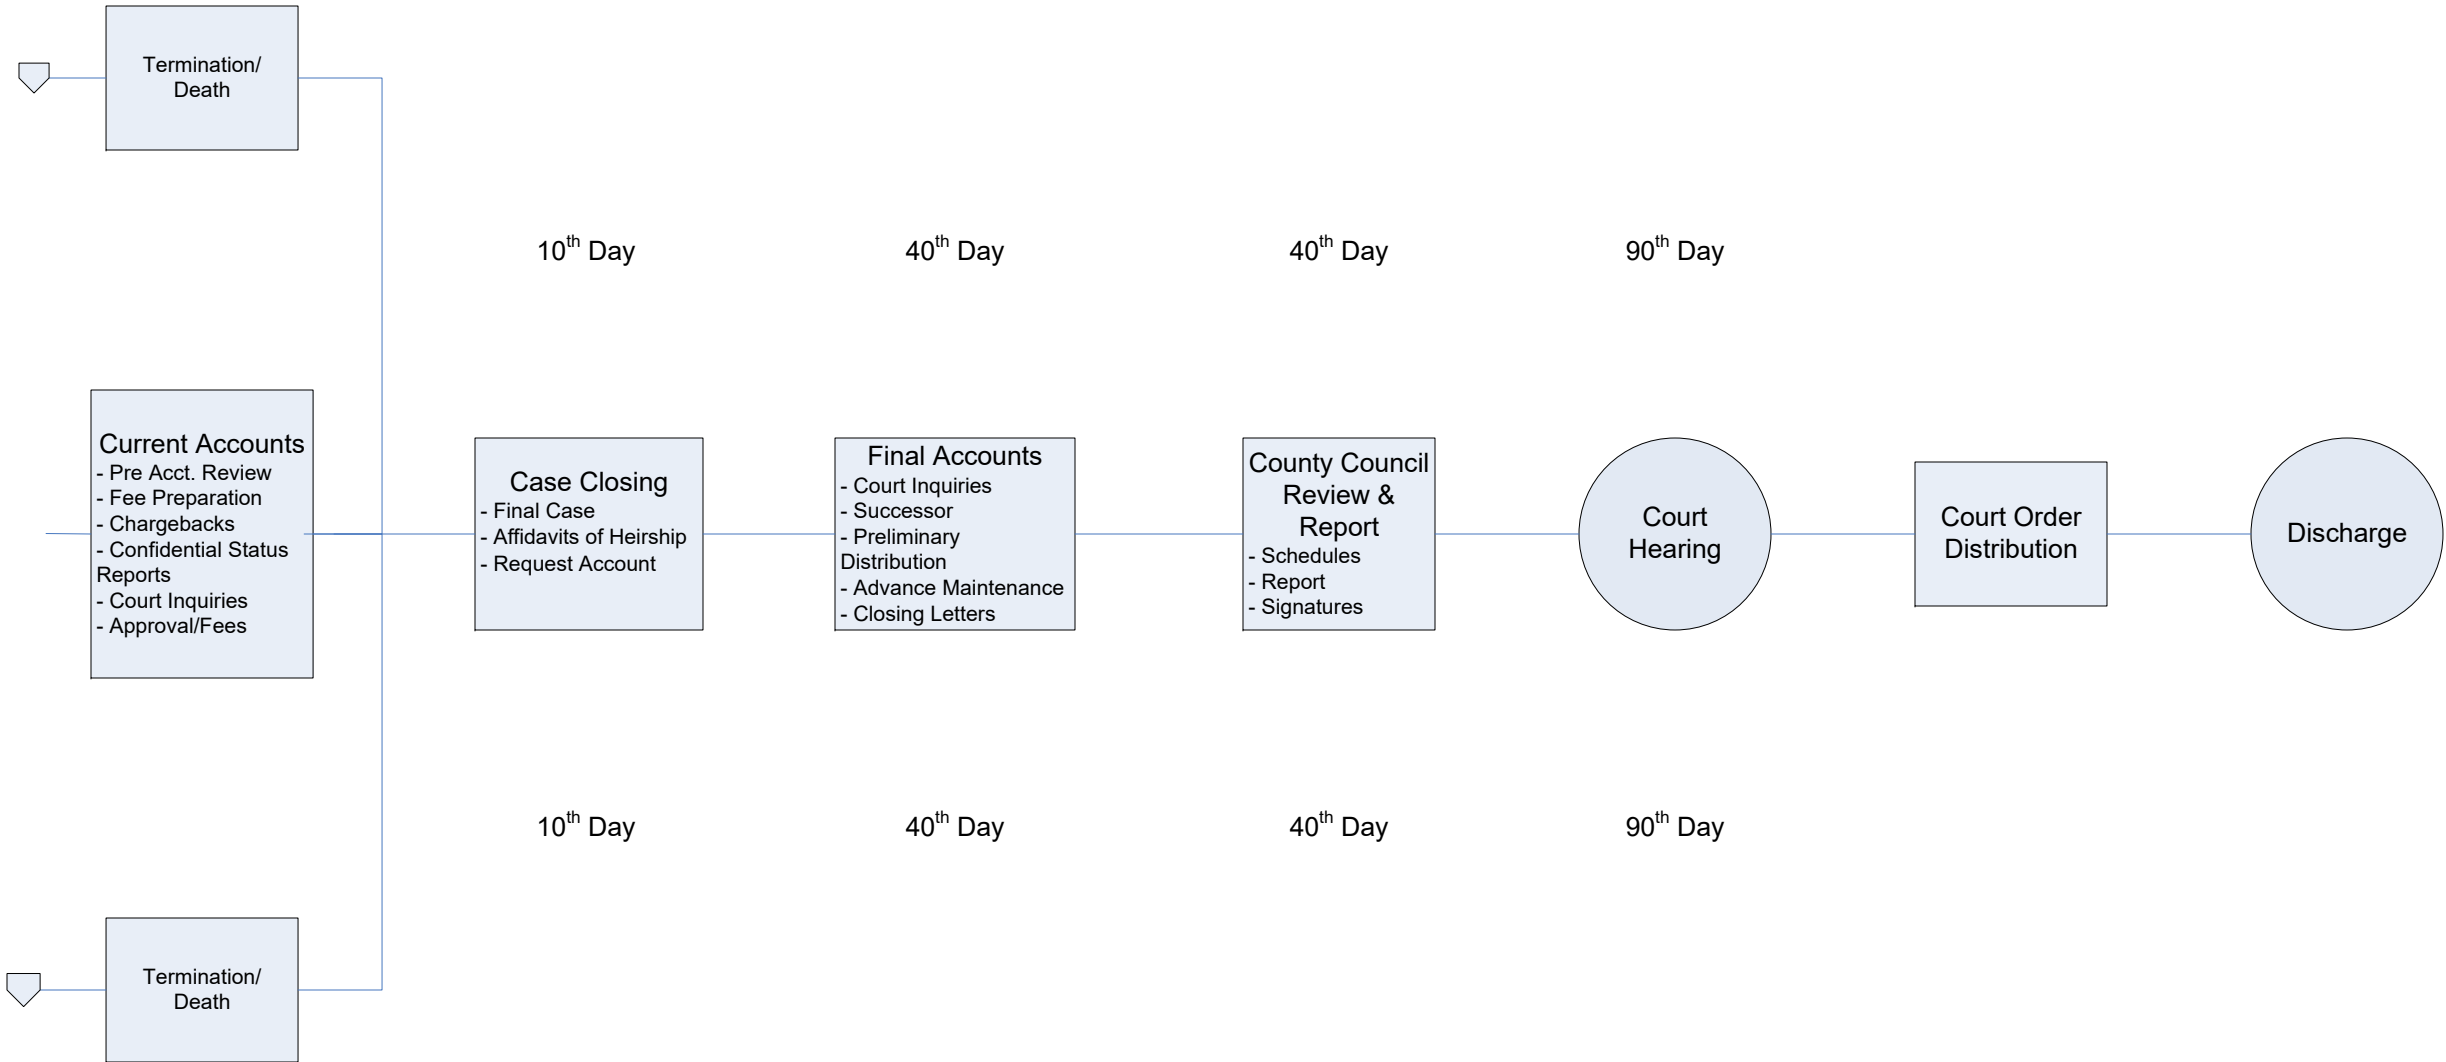 Termination/
Death
10th Day
40th Day
40th Day
90th Day
Current Accounts
- Pre Acct. Review
- Fee Preparation
- Chargebacks
- Confidential Status
Reports
- Court Inquiries
- Approval/Fees
Case Closing
- Final Case
- Affidavits of Heirship
- Request Account
Final Accounts
- Court Inquiries
- Successor
- Preliminary
Distribution
- Advance Maintenance
- Closing Letters
County Council
Review &
Report
- Schedules
- Report
- Signatures
Court
Hearing
Court Order
Distribution
Discharge
10th Day
40th Day
40th Day
90th Day
Termination/
Death